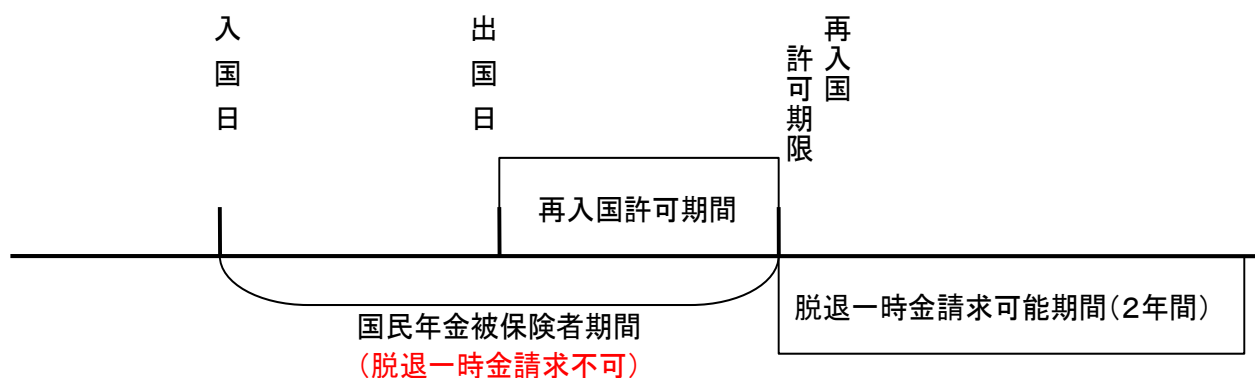 入国日
出国日
再入国
許可期限
再入国許可期間
国民年金被保険者期間
（脱退一時金請求不可）
脱退一時金請求可能期間（２年間）